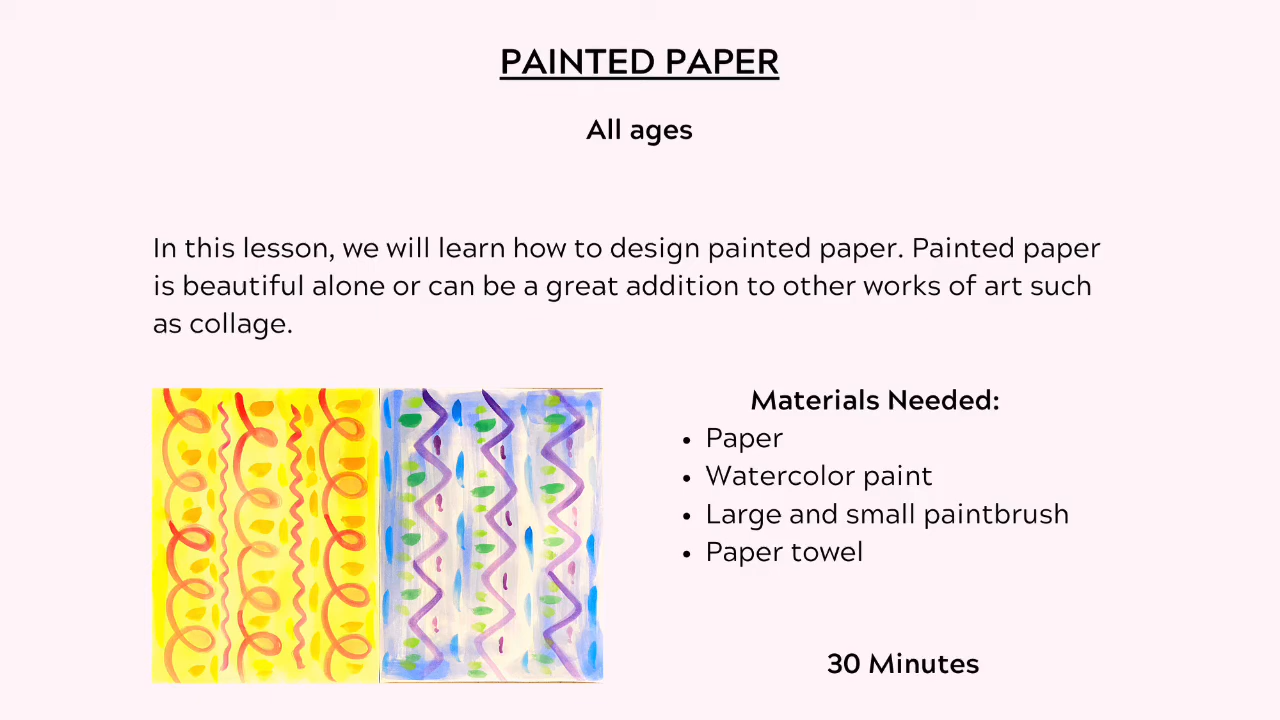 PAINTED PAPER
All ages
In this lesson, we will learn how to design painted paper. Painted paper
is beautiful alone or can be a great addition to other works of art such
as collage.
Materials Needed:
• Paper
• Watercolor paint
• Large and small paintbrush
• Paper towel
30 Minutes